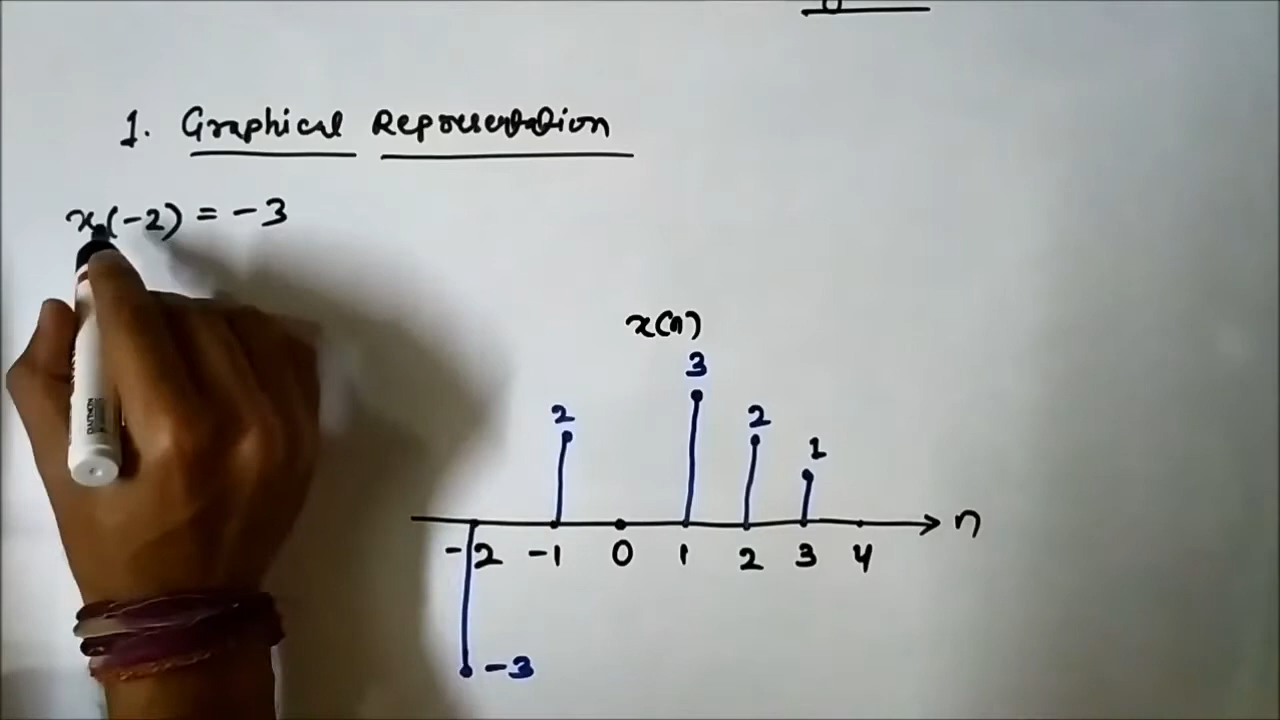 1. Graphical Representation
x(-2) = -3
x(n)
3
2
2
1
n
-2 -1 0 1 2 3 4
-3